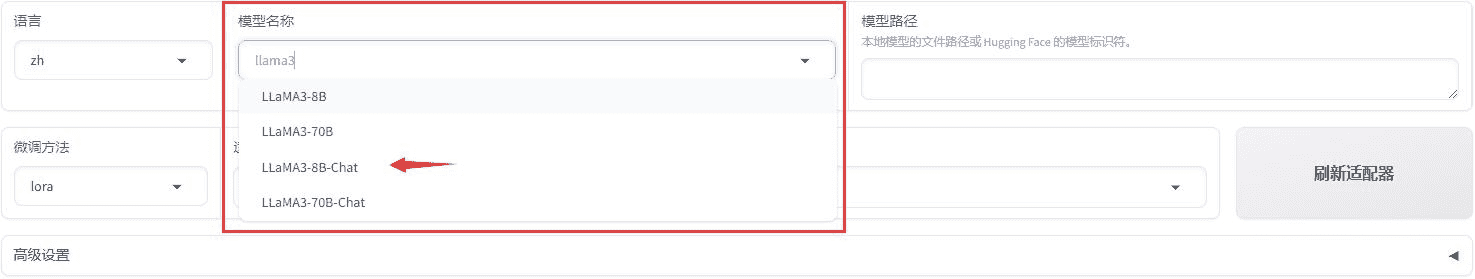 语言
zh
模型名称
llama3
LLaMA3-8B
LLaMA3-70B
LLaMA3-8B-Chat
LLaMA3-70B-Chat
模型路径
本地模型的文件路径或 Hugging Face 的模型标识符。
微调方法
lora
刷新适配器
高级设置